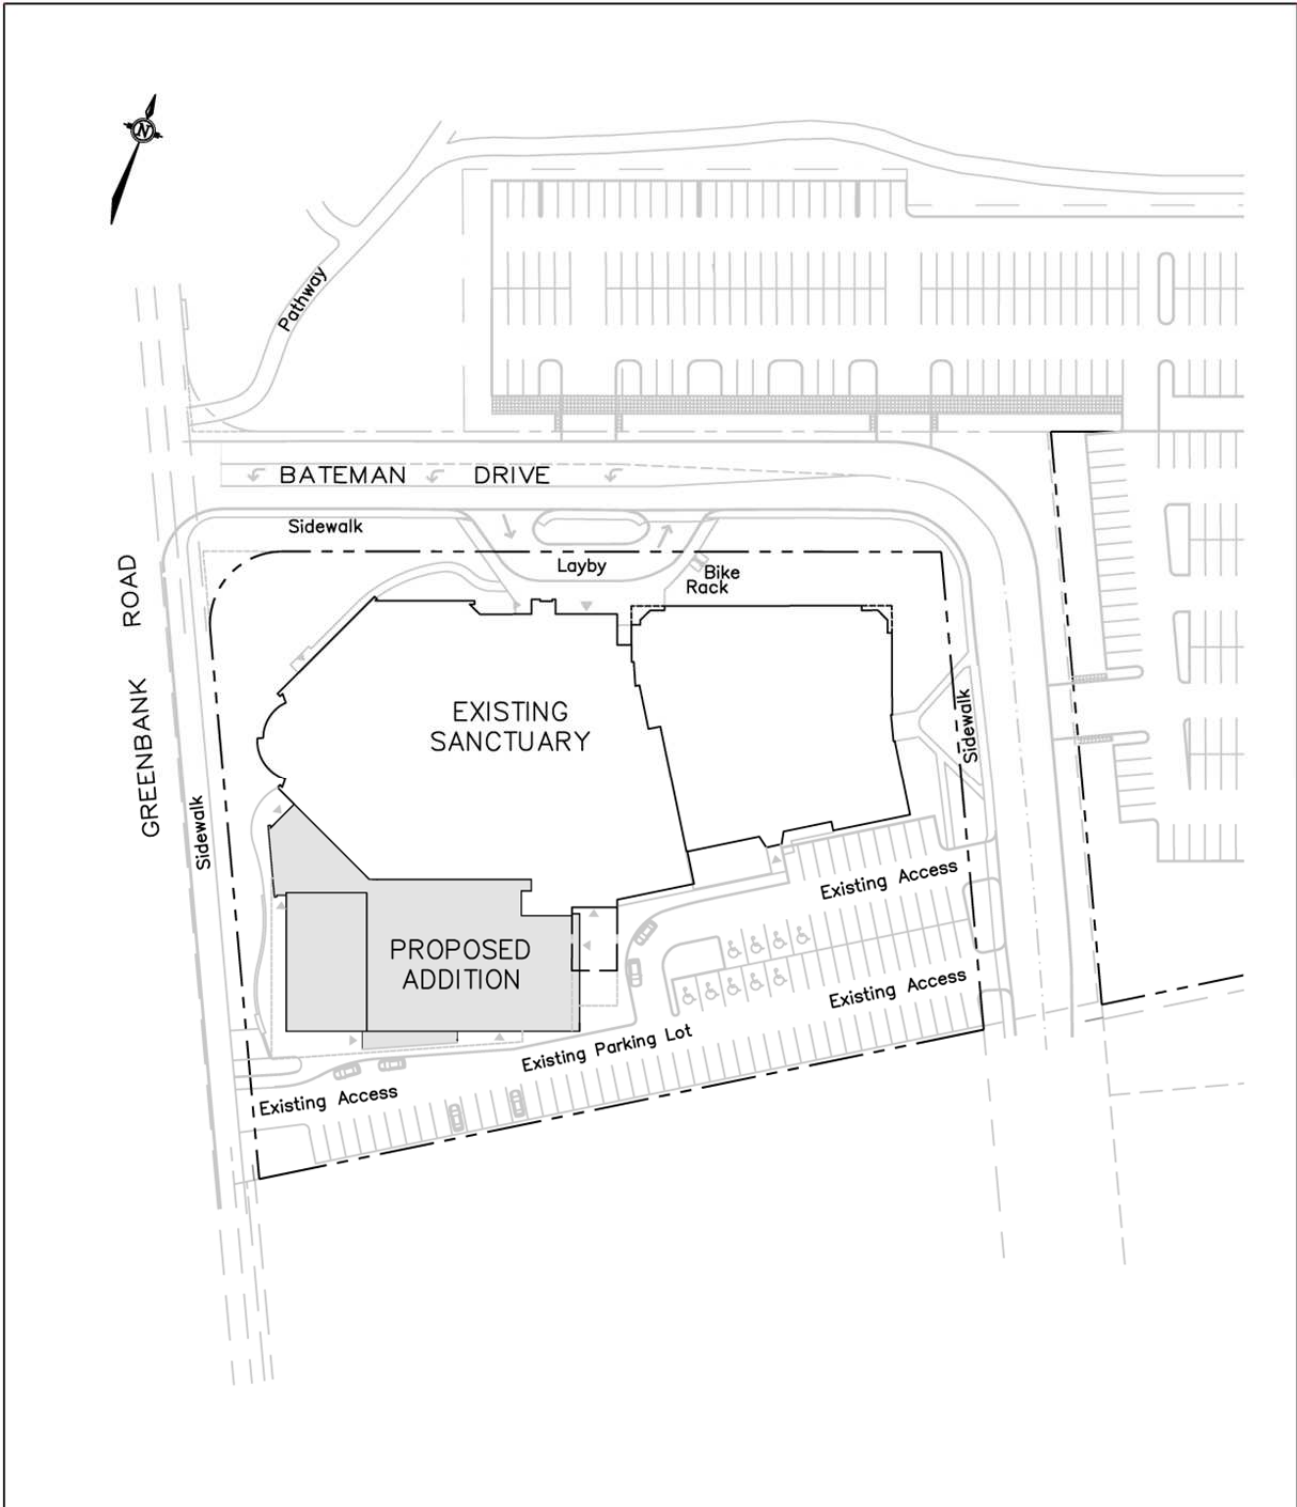 N
Pathway
BATEMAN DRIVE
Sidewalk
Layby
Bike
Rack
GREENBANK ROAD
EXISTING
SANCTUARY
Sidewalk
Sidewalk
Existing Access
PROPOSED
ADDITION
Existing Access
Existing Parking Lot
Existing Access